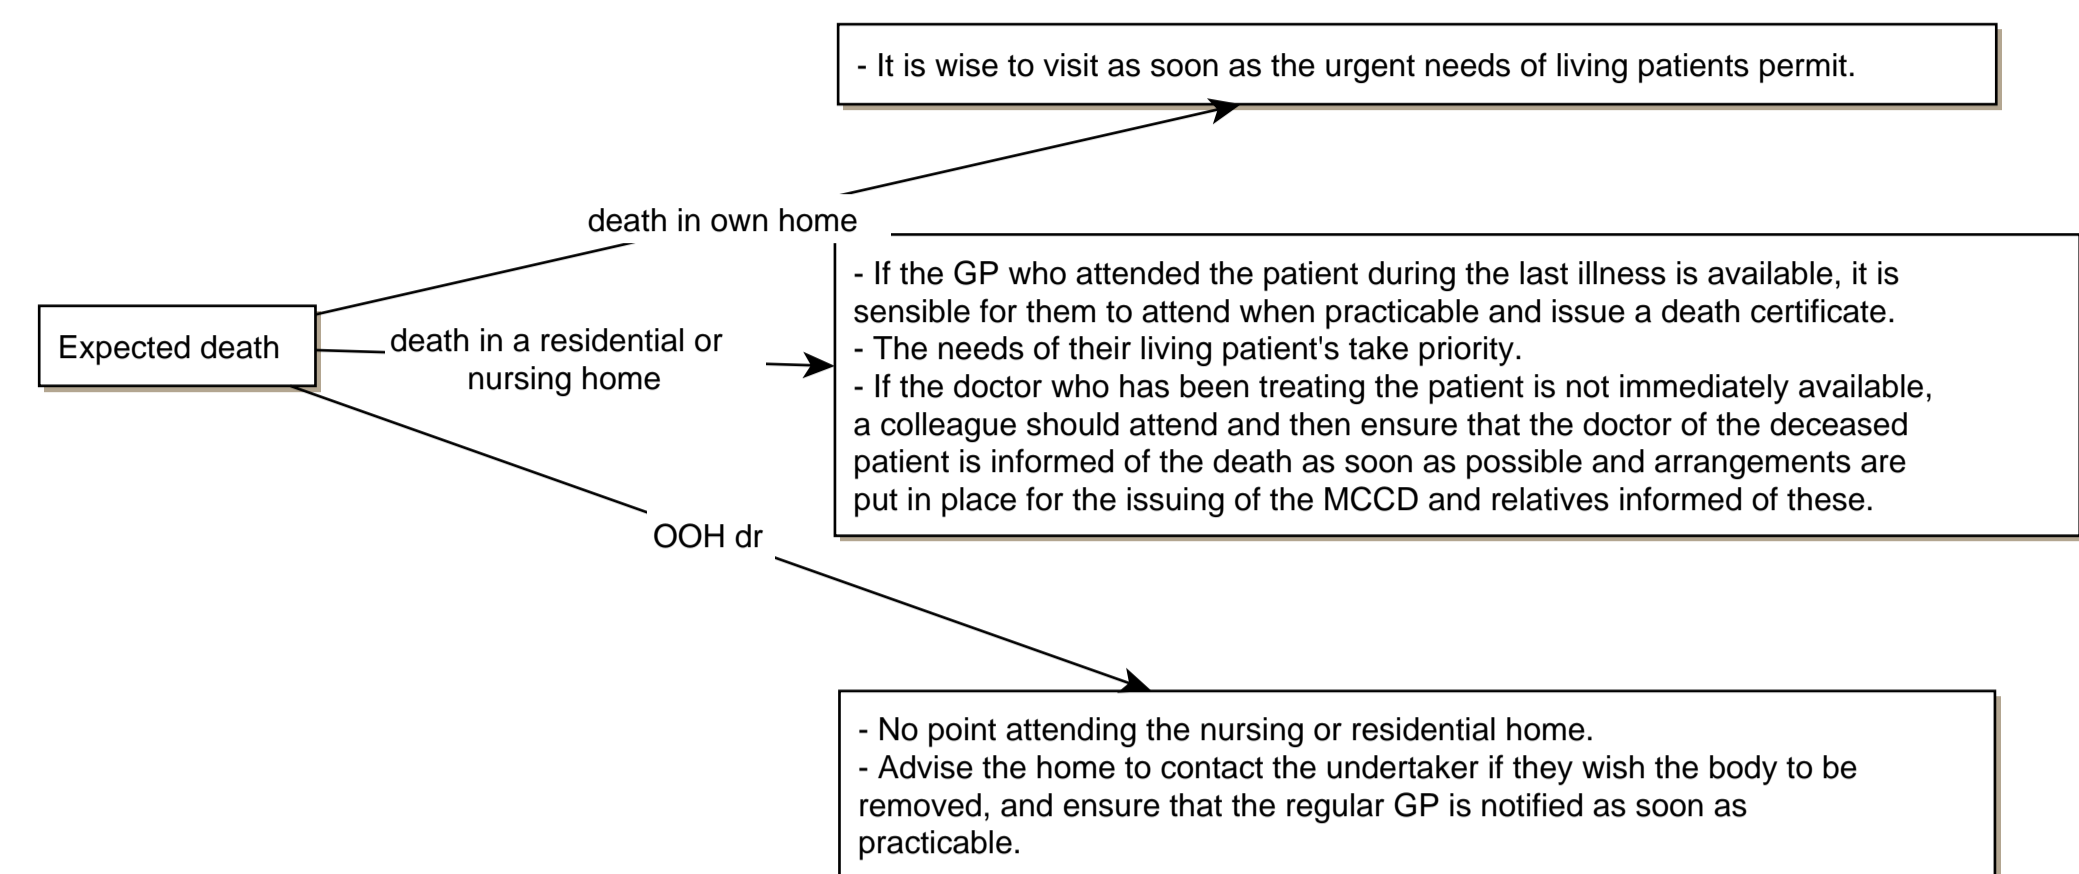 - It is wise to visit as soon as the urgent needs of living patients permit.
death in own home
- If the GP who attended the patient during the last illness is available, it is
sensible for them to attend when practicable and issue a death certificate.
- The needs of their living patient's take priority.
- If the doctor who has been treating the patient is not immediately available,
a colleague should attend and then ensure that the doctor of the deceased
patient is informed of the death as soon as possible and arrangements are
put in place for the issuing of the MCCD and relatives informed of these.
Expected death
death in a residential or
nursing home
OOH dr
- No point attending the nursing or residential home.
- Advise the home to contact the undertaker if they wish the body to be
removed, and ensure that the regular GP is notified as soon as
practicable.